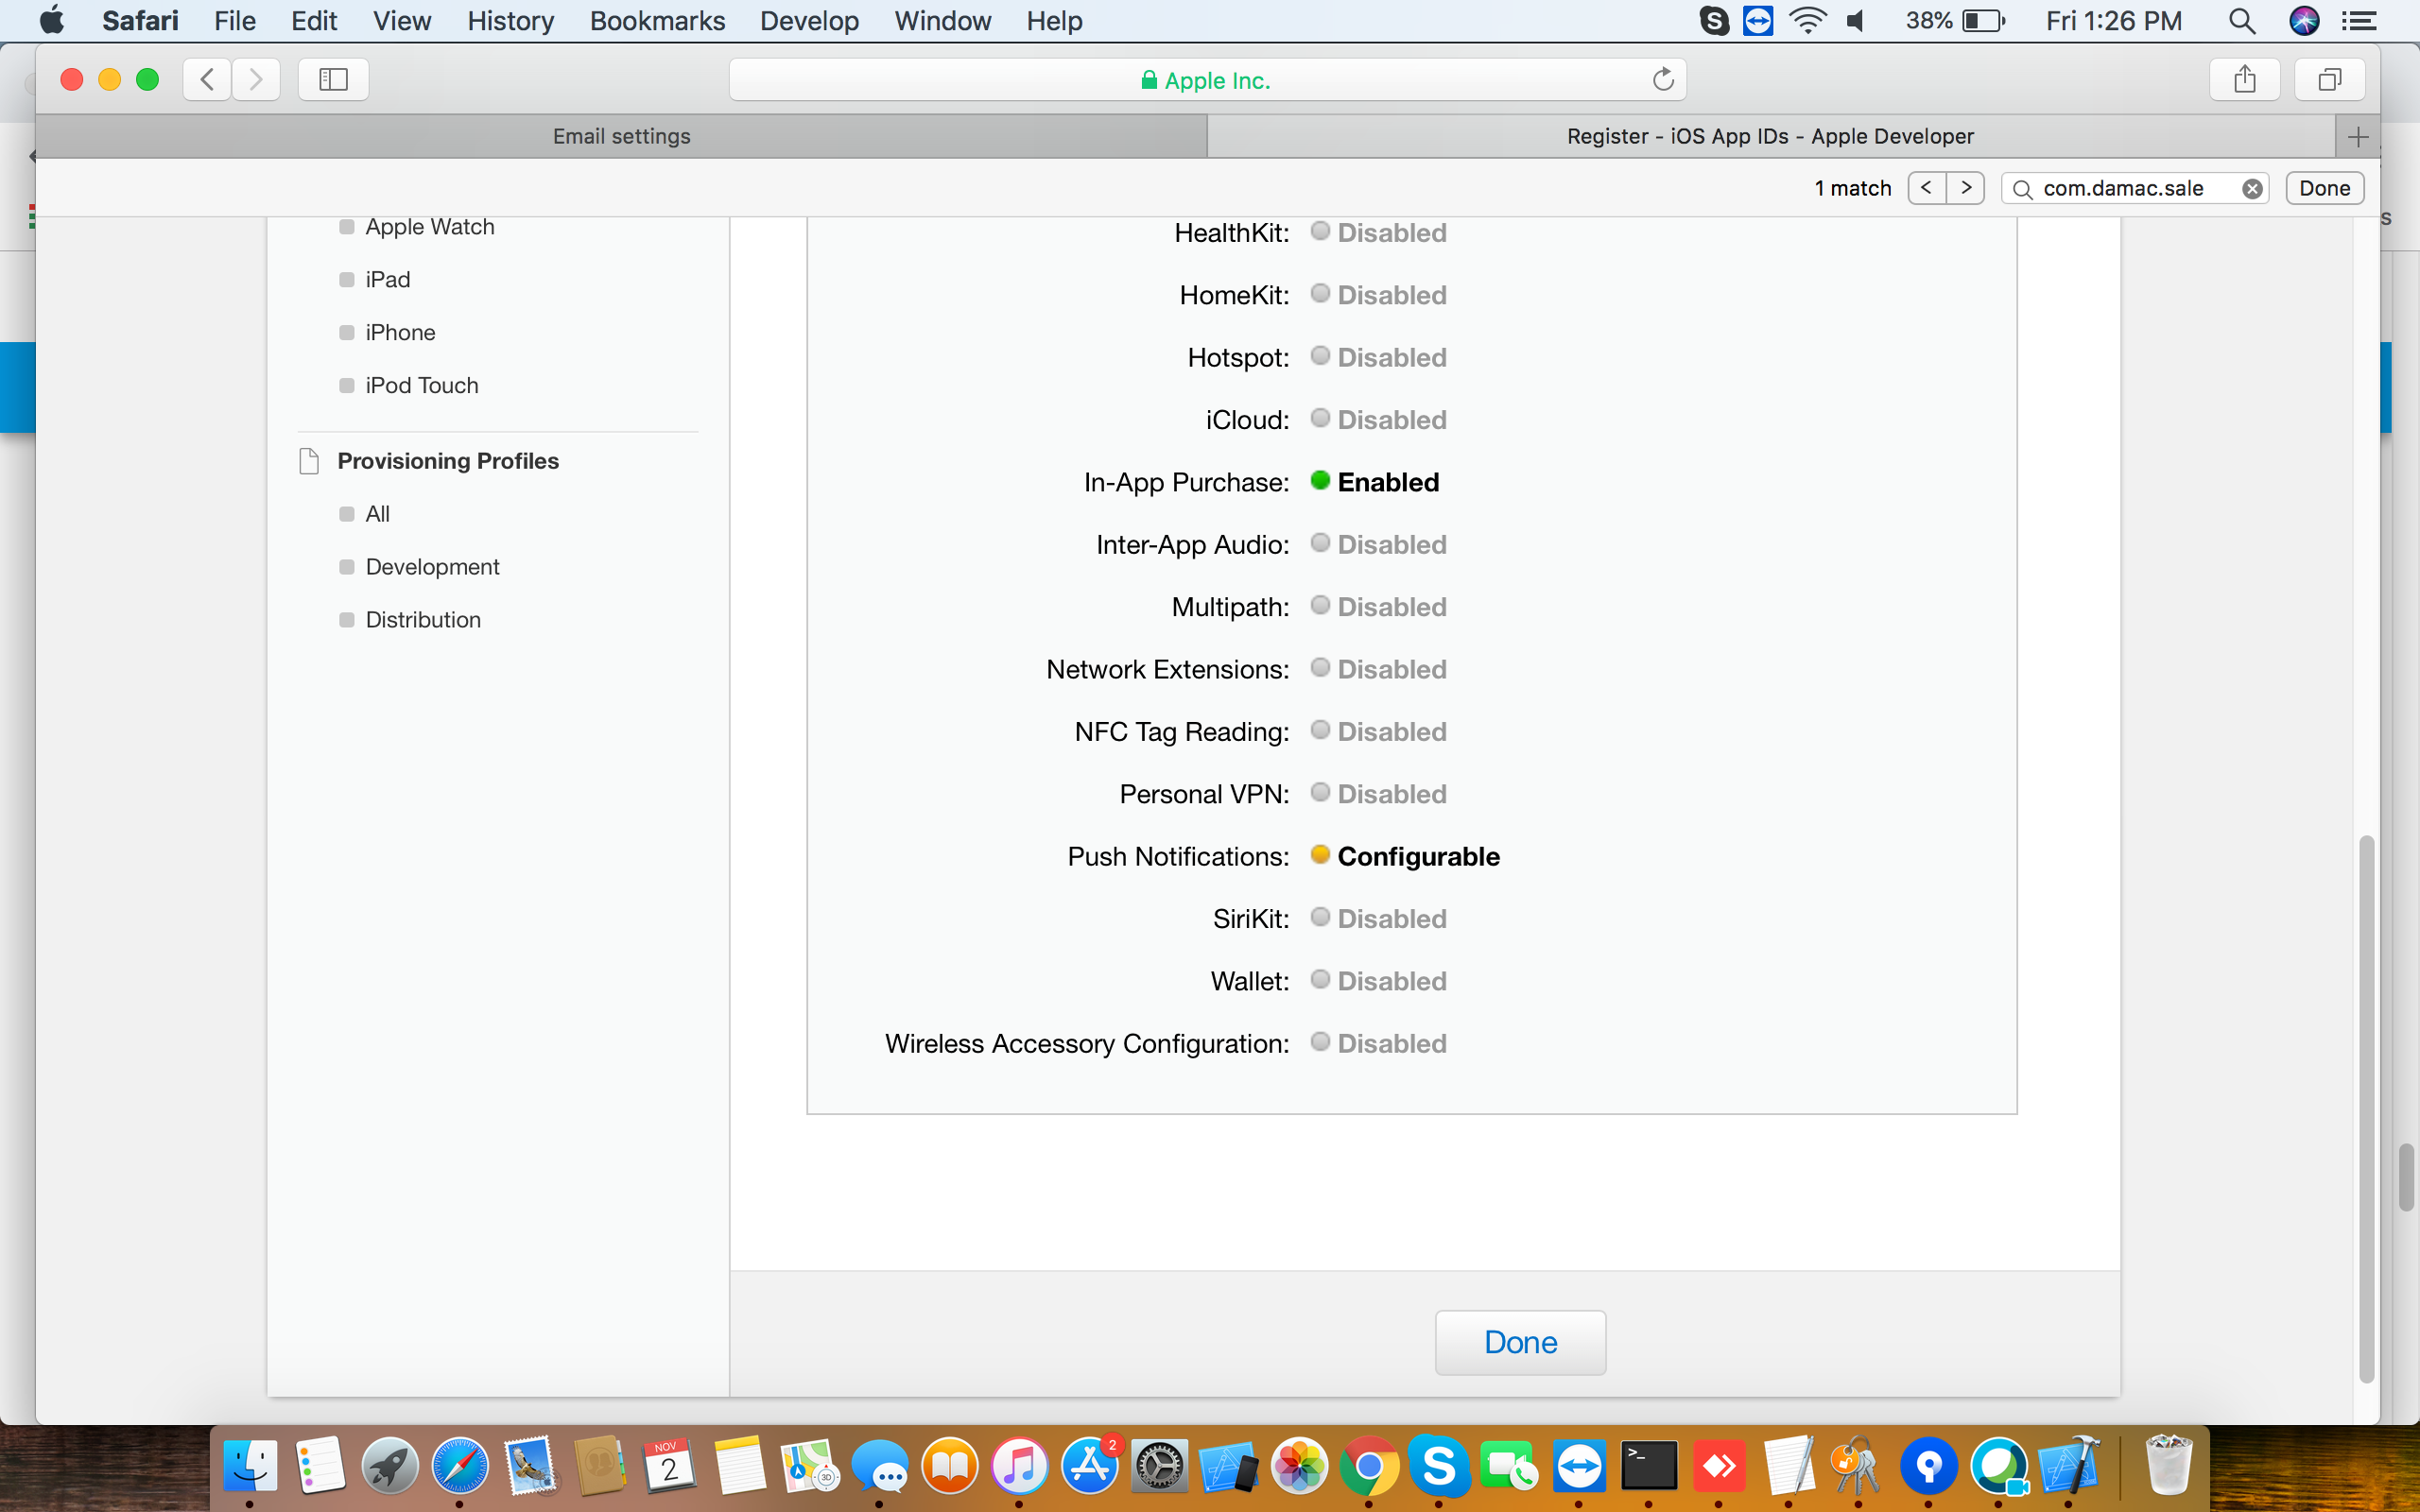 Safari File Edit View History Bookmarks Develop Window Help 38% Fri 1:26 PM
Apple Inc.
Email settings
Register - iOS App IDs - Apple Developer
1 match < > com.damac.sale Done
s
Apple Watch
iPad
iPhone
iPod Touch
Provisioning Profiles
All
Development
Distribution
HealthKit: Disabled
HomeKit: Disabled
Hotspot: Disabled
iCloud: Disabled
In-App Purchase: Enabled
Inter-App Audio: Disabled
Multipath: Disabled
Network Extensions: Disabled
NFC Tag Reading: Disabled
Personal VPN: Disabled
Push Notifications: Configurable
SiriKit: Disabled
Wallet: Disabled
Wireless Accessory Configuration: Disabled
Done
NOV
2
3D
2
S
>_